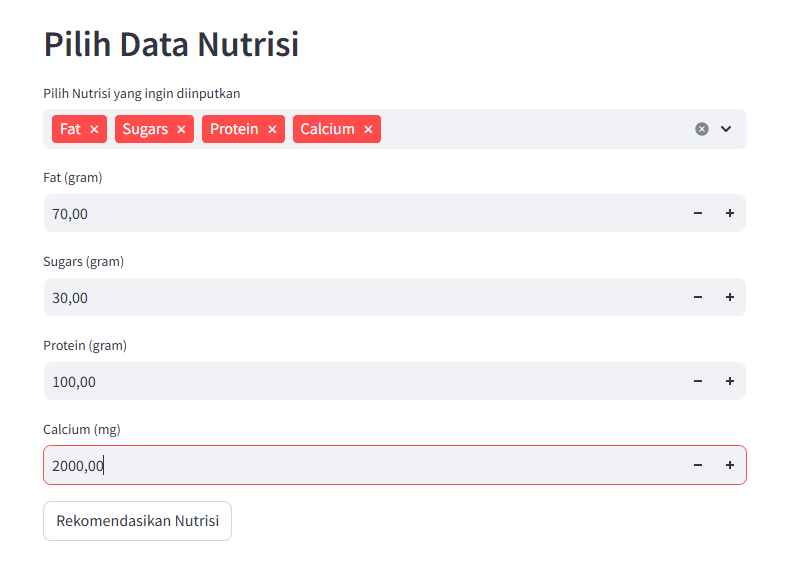 Pilih Data Nutrisi
Pilih Nutrisi yang ingin diinputkan
Fat × Sugars × Protein × Calcium ×
Fat (gram)
70,00
Sugars (gram)
30,00
Protein (gram)
100,00
Calcium (mg)
2000,00
Rekomendasikan Nutrisi